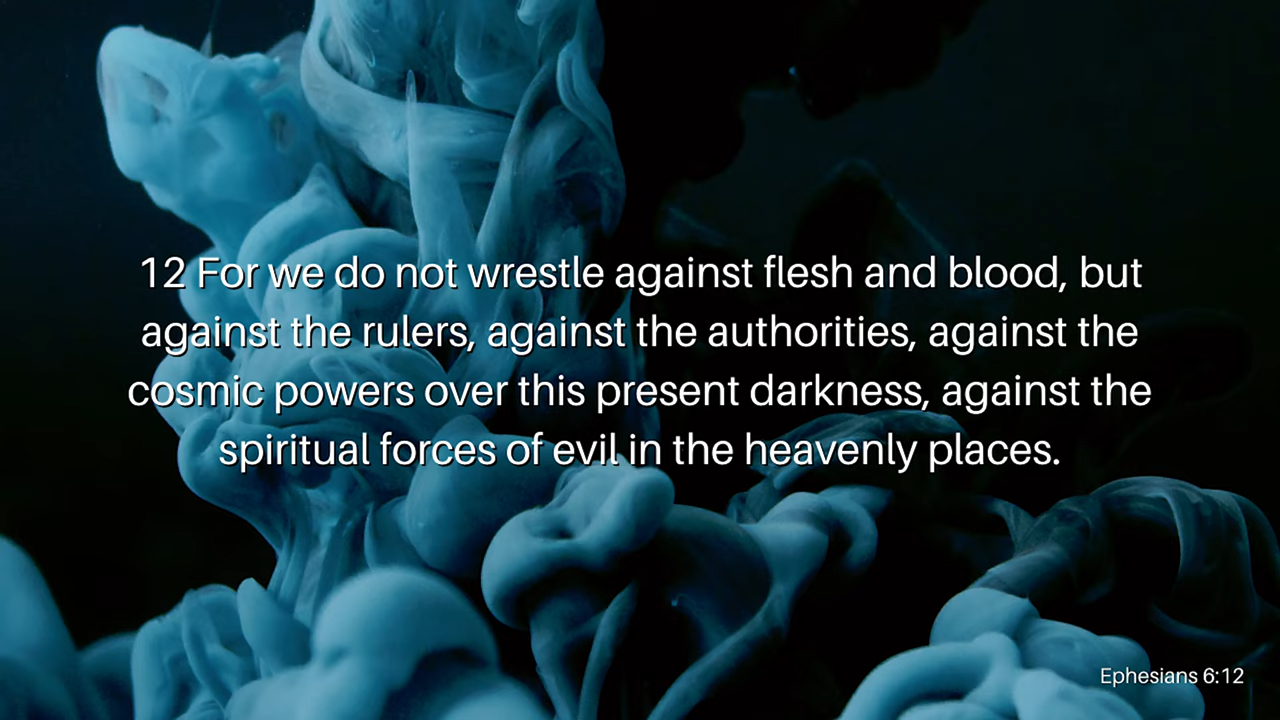 12 For we do not wrestle against flesh and blood, but
against the rulers, against the authorities, against the
cosmic powers over this present darkness, against the
spiritual forces of evil in the heavenly places.
Ephesians 6:12